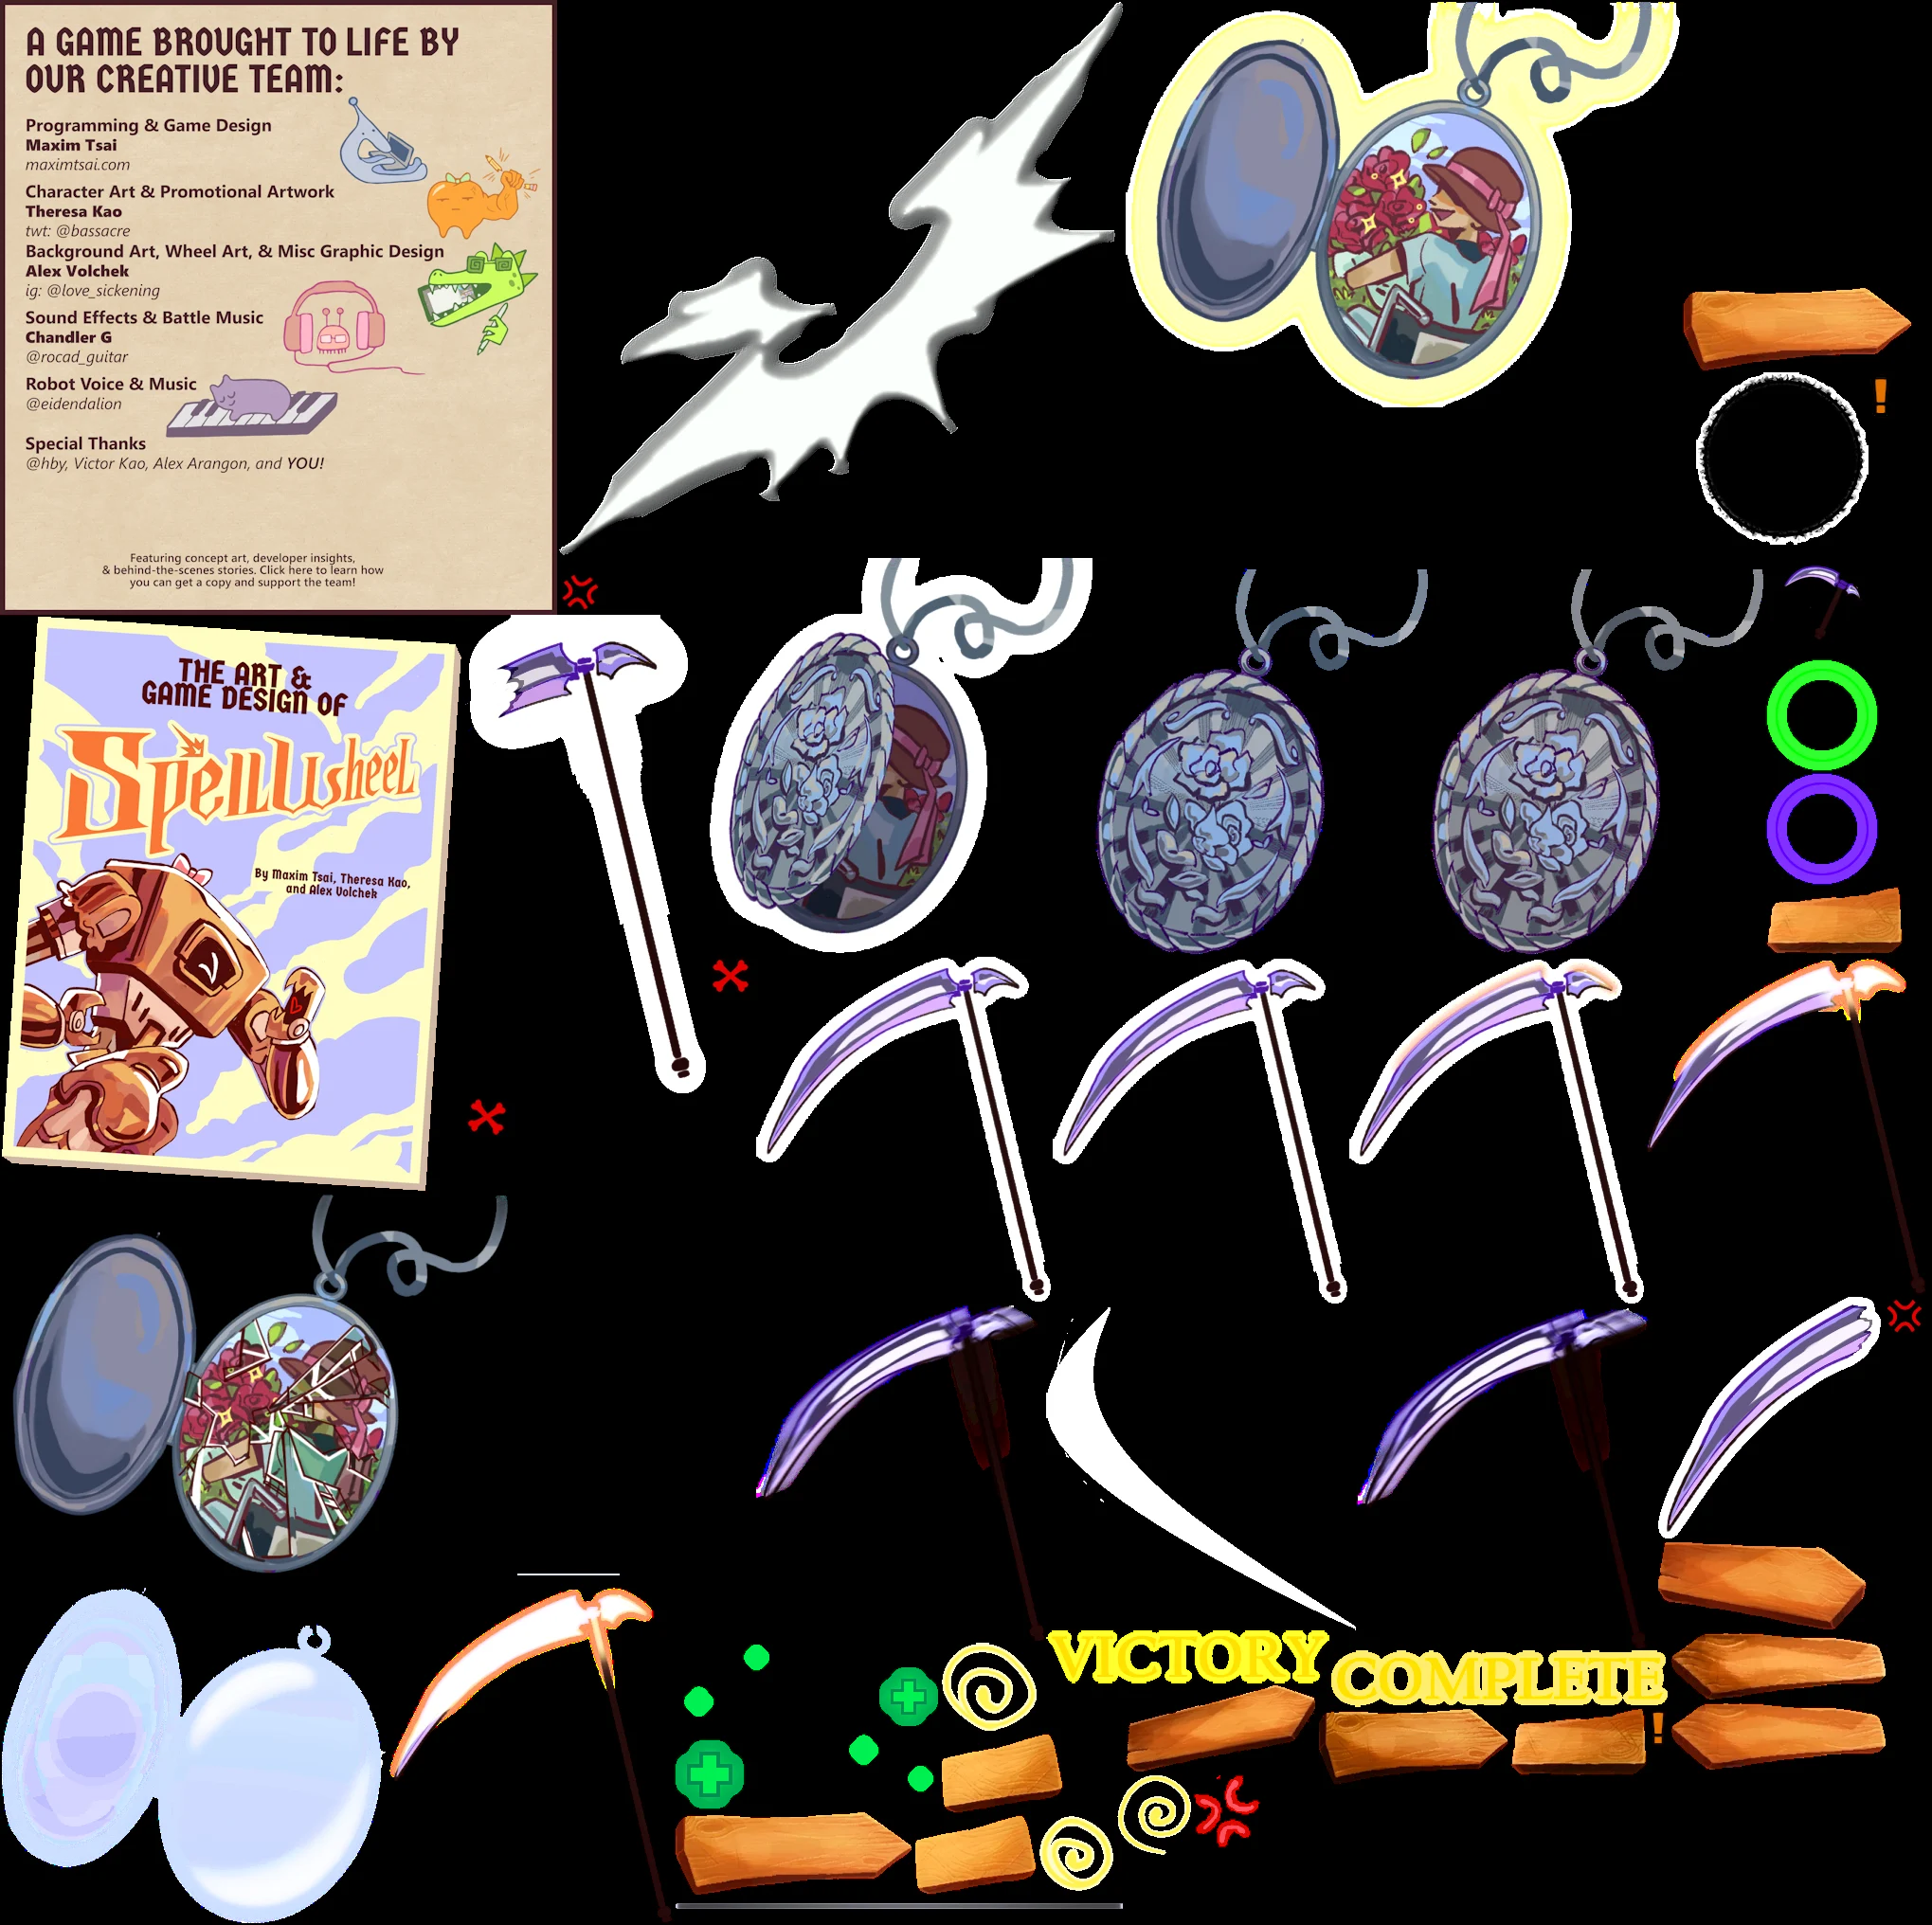 A GAME BROUGHT TO LIFE BY
OUR CREATIVE TEAM:
Programming & Game Design
Maxim Tsai
maximtsai.com
Character Art & Promotional Artwork
Theresa Kao
twt: @bassacre
Background Art, Wheel Art, & Misc Graphic Design
Alex Volchek
ig: @love_sickening
Sound Effects & Battle Music
Chandler G
@rocad_guitar
Robot Voice & Music
@eidendalion
Special Thanks
@hby, Victor Kao, Alex Arangon, and YOU!
Featuring concept art, developer insights,
& behind-the-scenes stories. Click here to learn how
you can get a copy and support the team!
!
THE ART &
GAME DESIGN OF
Spellwheel
By Maxim Tsai, Theresa Kao,
and Alex Volchek
VICTORY
COMPLETE
!